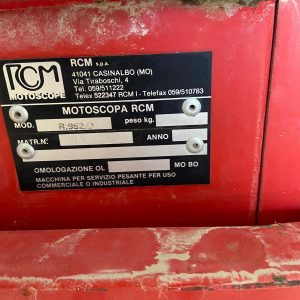 RCM
MOTOSCOPE
RCM s.p.a.
41041 CASINALBO (MO)
Via Tiraboschi, 4
Tel. 059/511222
Telex 522347 RCM I - Telefax 059/510783
MOTOSCOPA RCM
MOD. peso kg.
MATR. N° ANNO
OMOLOGAZIONE OL MO BO
MACCHINA PER SERVIZIO PESANTE PER USO
COMMERCIALE O INDUSTRIALE